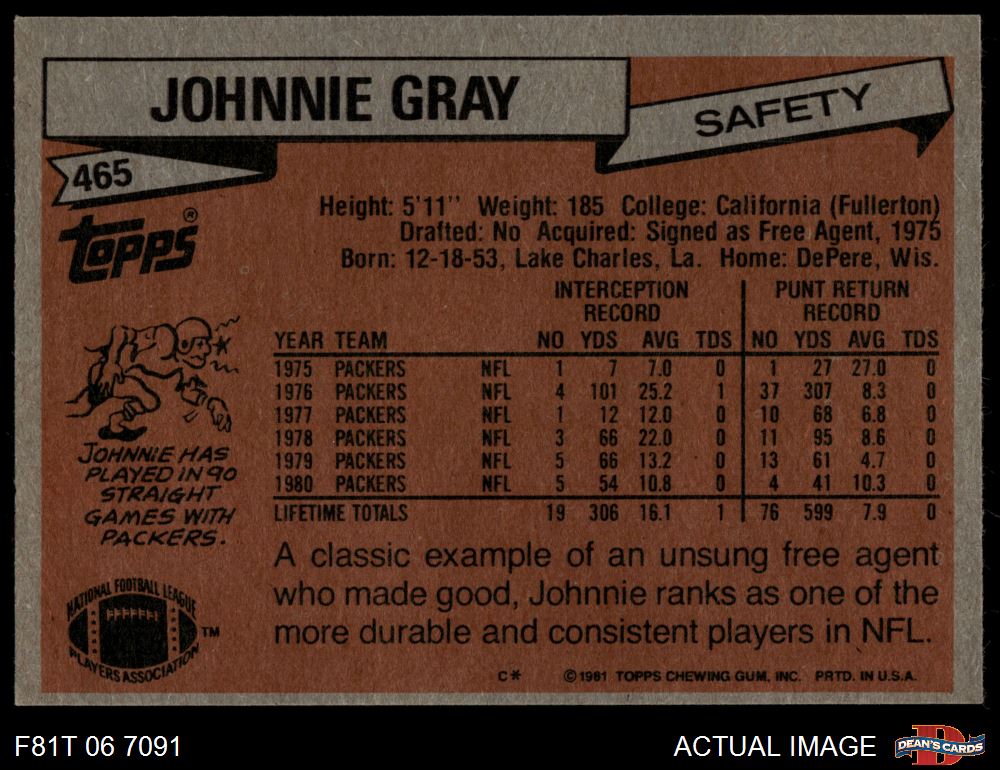 JOHNNIE GRAY
SAFETY
465
TOPPS®
Height: 5'11'' Weight: 185 College: California (Fullerton)
Drafted: No Acquired: Signed as Free Agent, 1975
Born: 12-18-53, Lake Charles, La. Home: DePere, Wis.
INTERCEPTION RECORD PUNT RETURN RECORD
YEAR TEAM NO YDS AVG TDS NO YDS AVG TDS
1975 PACKERS NFL 1 7 7.0 0 1 27 27.0 0
1976 PACKERS NFL 4 101 25.2 1 37 307 8.3 0
1977 PACKERS NFL 1 12 12.0 0 10 68 6.8 0
1978 PACKERS NFL 3 66 22.0 0 11 95 8.6 0
1979 PACKERS NFL 5 66 13.2 0 13 61 4.7 0
1980 PACKERS NFL 5 54 10.8 0 4 41 10.3 0
LIFETIME TOTALS 19 306 16.1 1 76 599 7.9 0
JOHNNIE HAS
PLAYED IN 90
STRAIGHT
GAMES WITH
PACKERS.
A classic example of an unsung free agent
who made good, Johnnie ranks as one of the
more durable and consistent players in NFL.
NATIONAL FOOTBALL LEAGUE
PLAYERS ASSOCIATION
TM
C* ©1981 TOPPS CHEWING GUM, INC. PRTD. IN U.S.A.
F81T 06 7091
ACTUAL IMAGE
D
DEAN'S CARDS